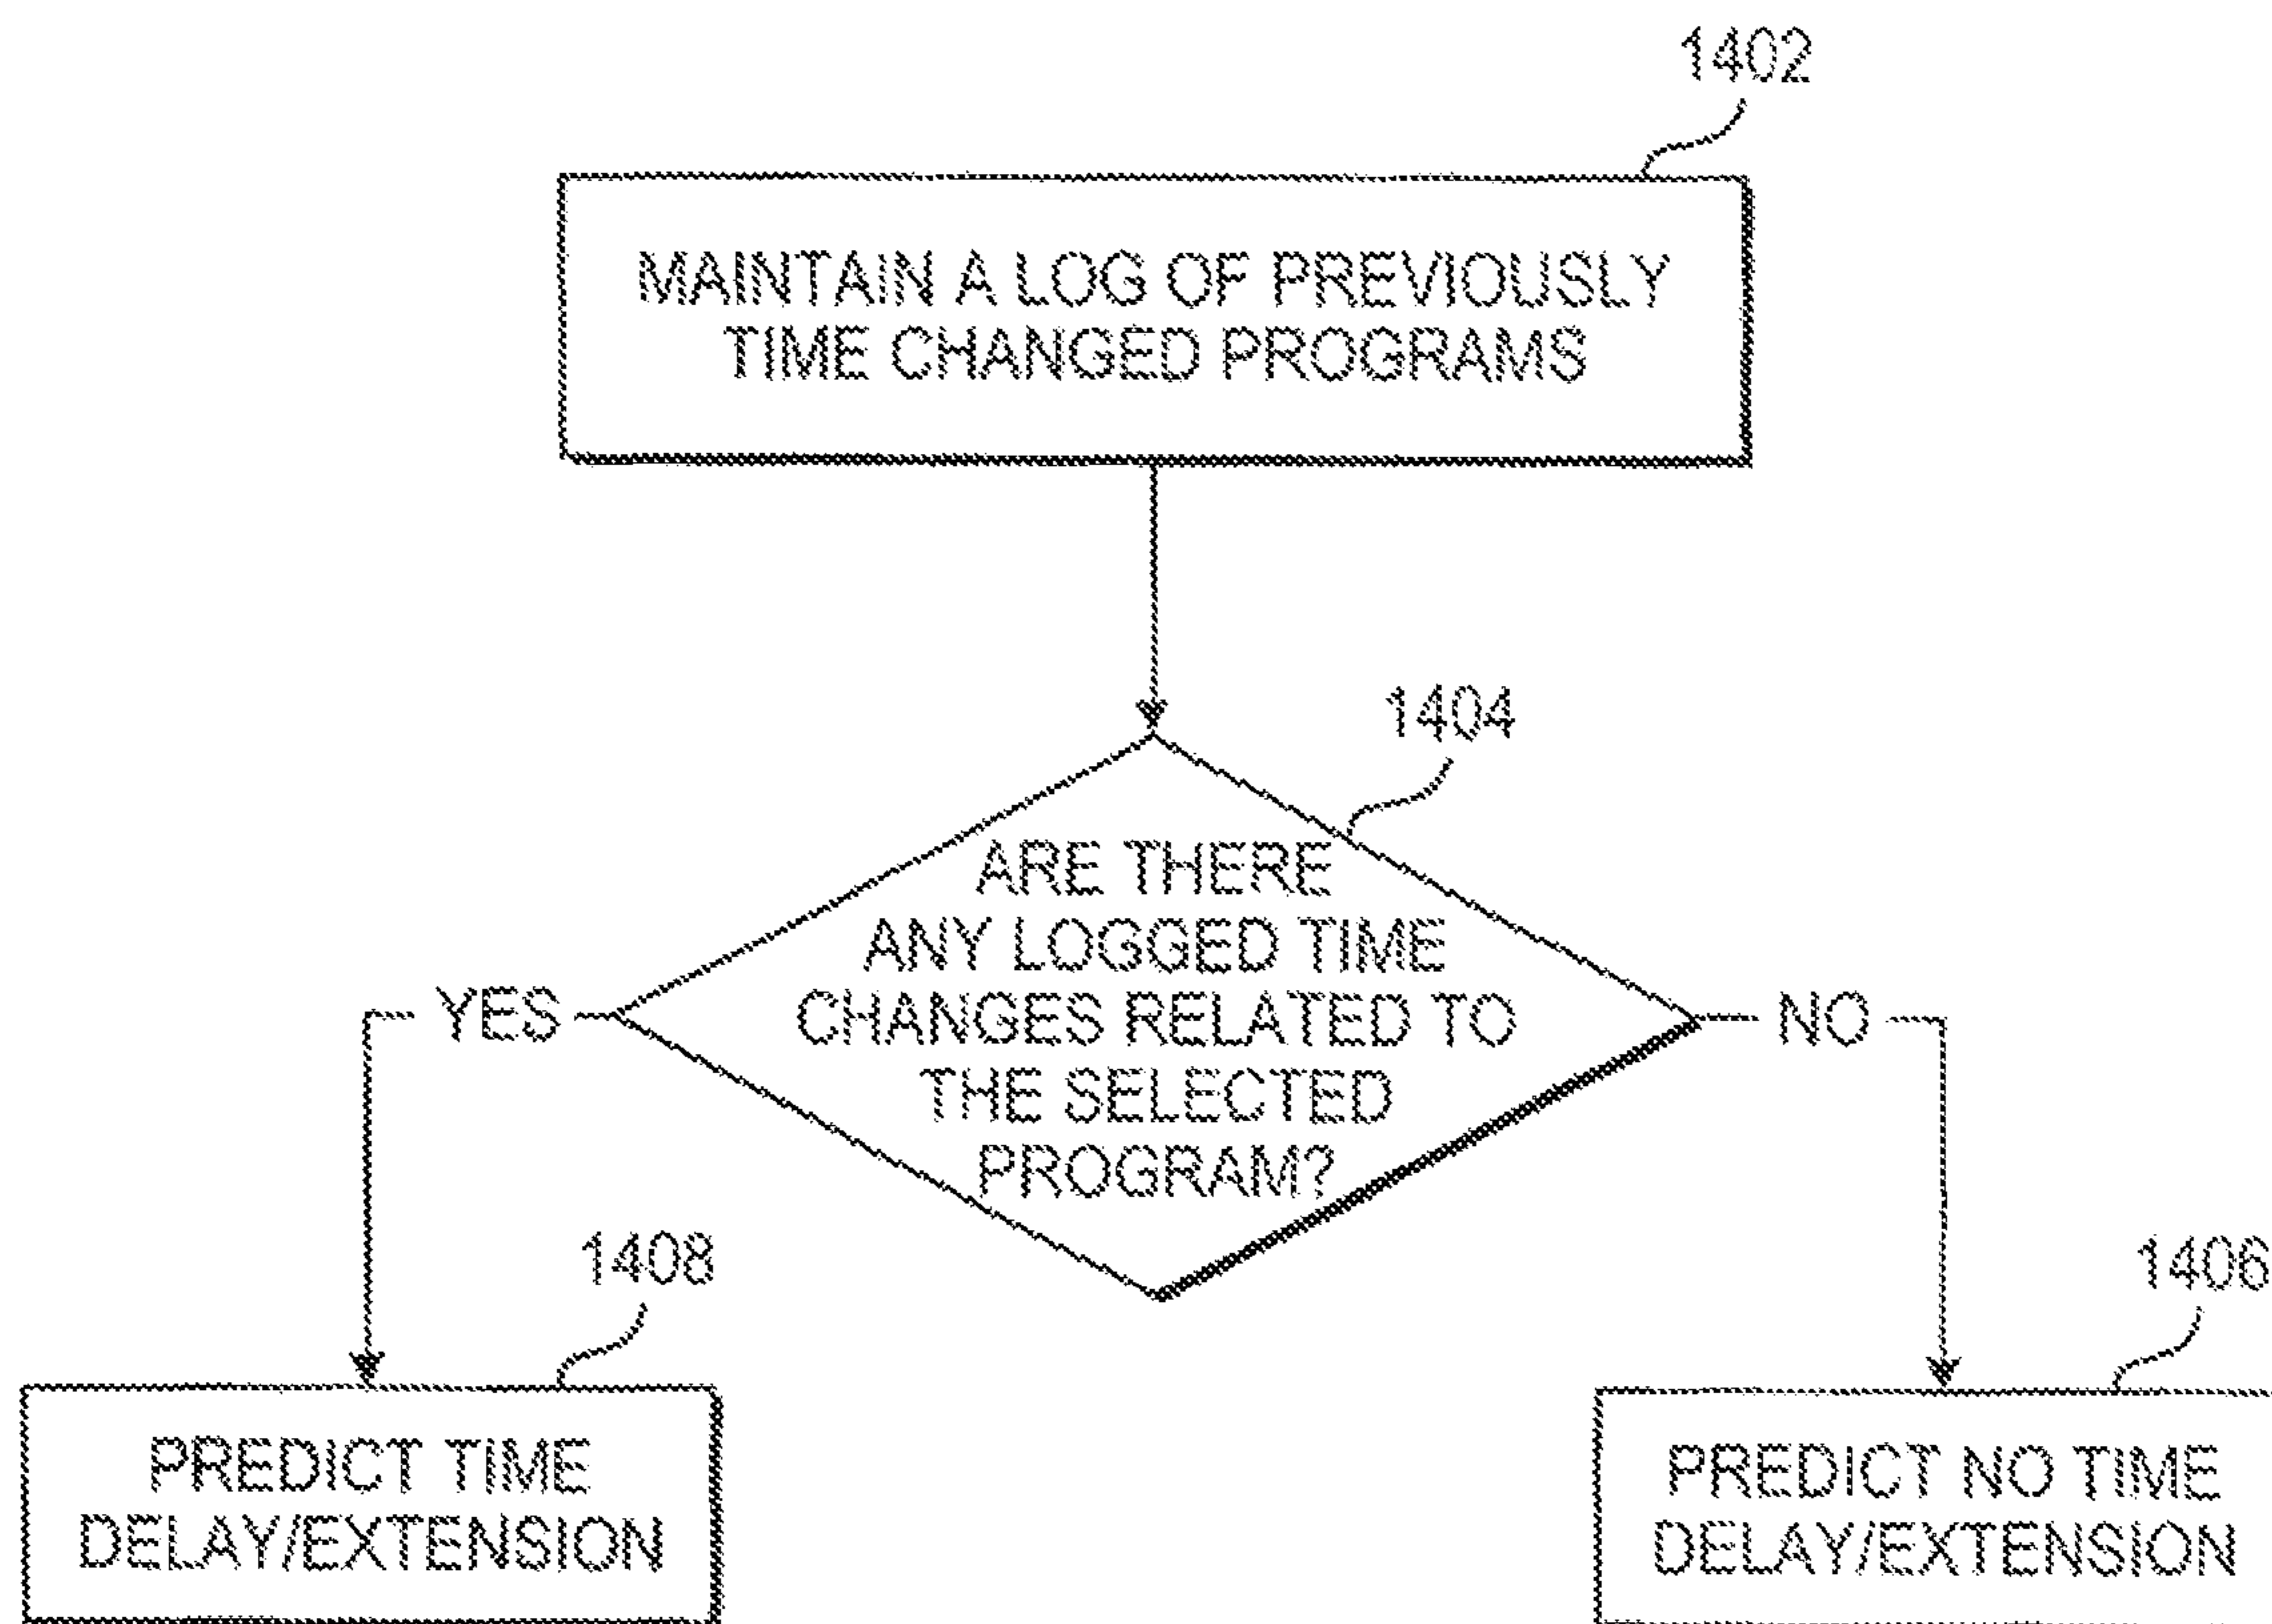 1402
MAINTAIN A LOG OF PREVIOUSLY
TIME CHANGED PROGRAMS
1404
ARE THERE
ANY LOGGED TIME
CHANGES RELATED TO
THE SELECTED
PROGRAM?
YES
NO
1408
1406
PREDICT TIME
DELAY/EXTENSION
PREDICT NO TIME
DELAY/EXTENSION